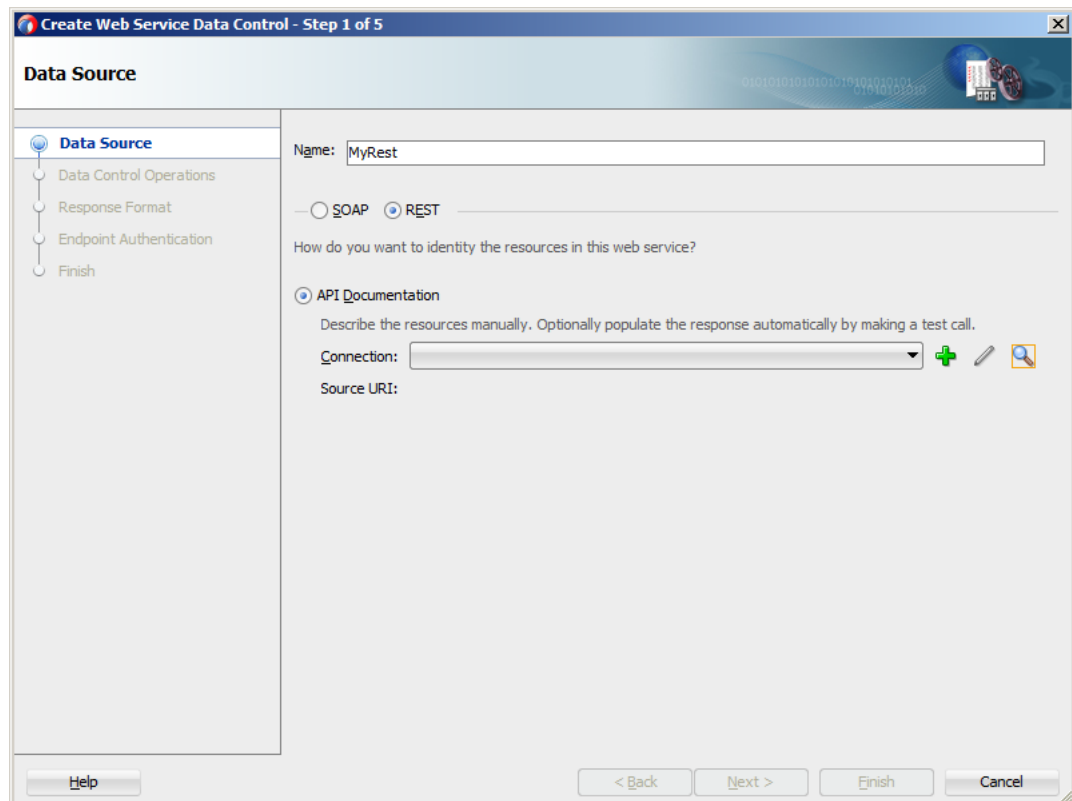 Create Web Service Data Control - Step 1 of 5
Data Source
Data Source
Data Control Operations
Response Format
Endpoint Authentication
Finish
Name: MyRest
SOAP REST
How do you want to identity the resources in this web service?
API Documentation
Describe the resources manually. Optionally populate the response automatically by making a test call.
Connection:
Source URI:
Help < Back Next > Finish Cancel